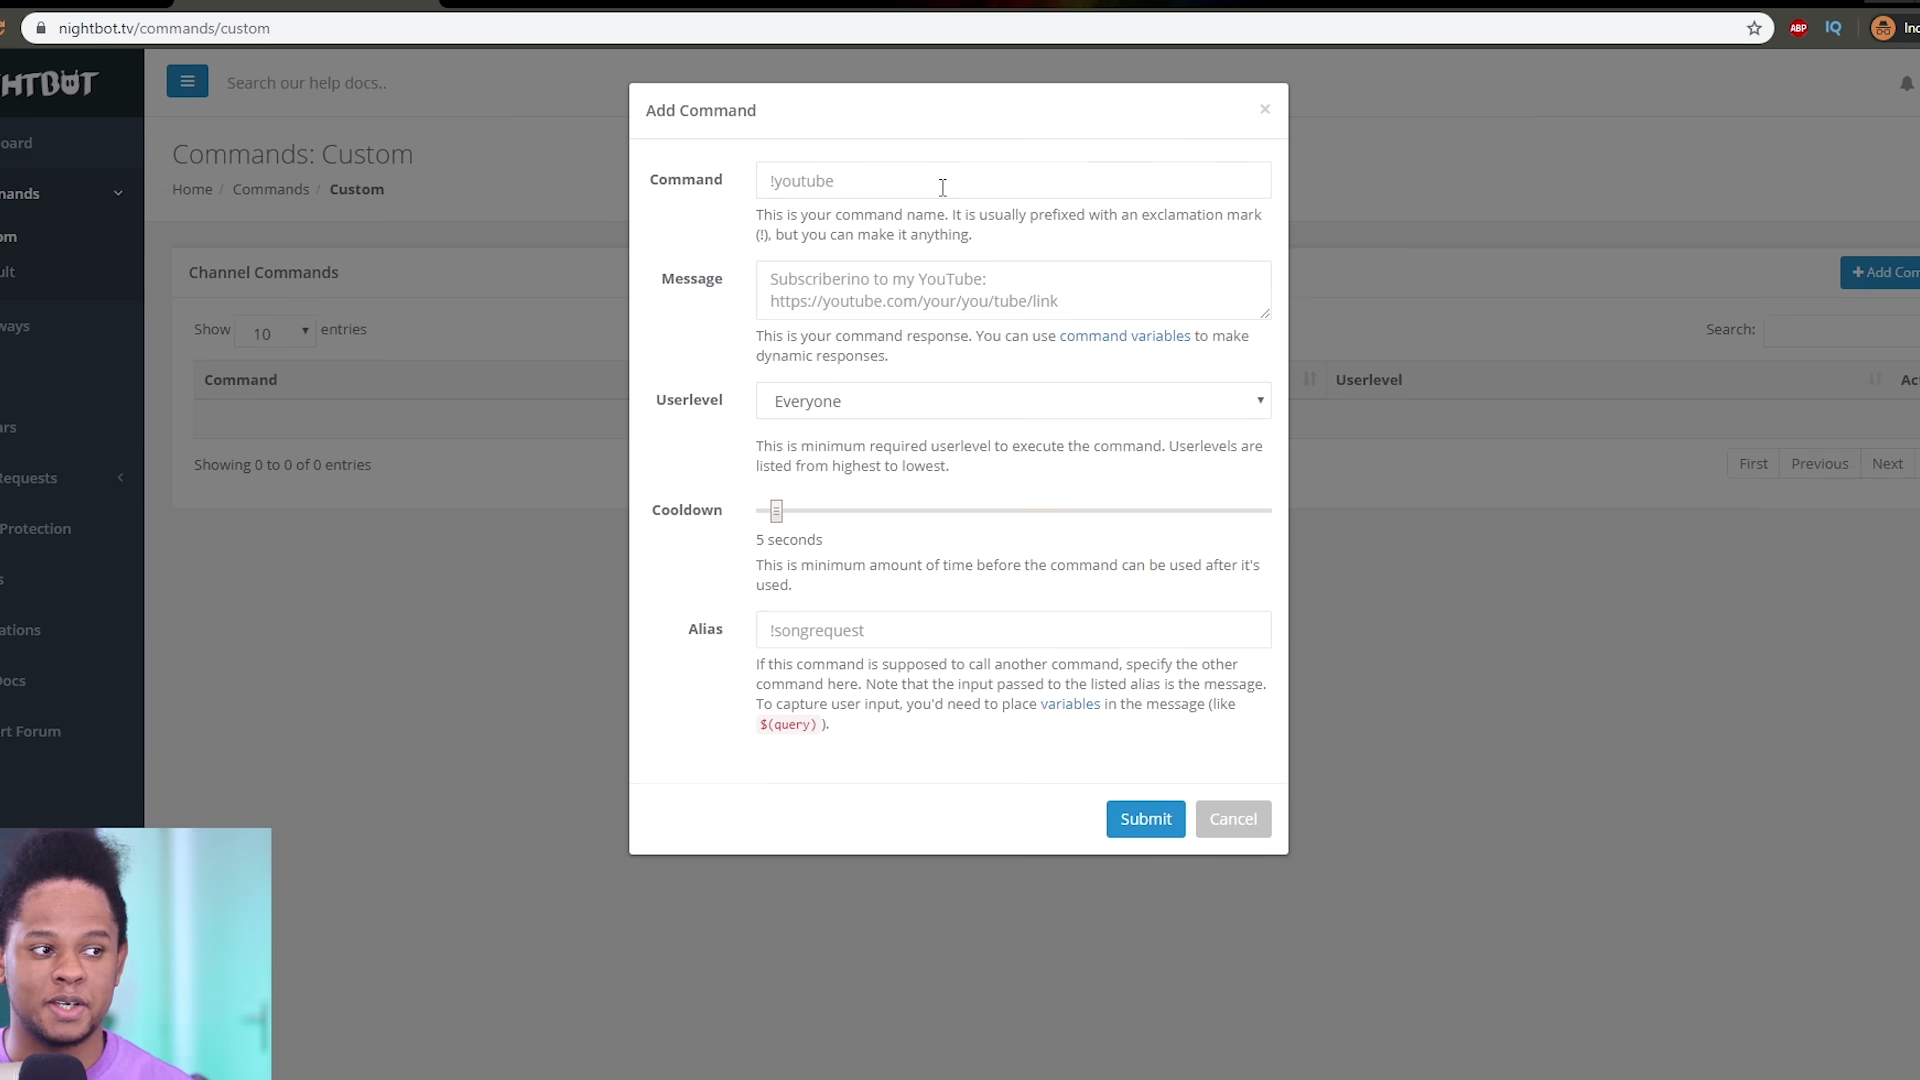 nightbot.tv/commands/custom
ABP
IQ
Inc
HTBOT
Search our help docs..
oard
mands
om
ult
ways
ars
Requests
Protection
s
ations
Docs
rt Forum
Commands: Custom
Home / Commands / Custom
Channel Commands
+ Add Com
Show 10 entries
Search:
Command
Userlevel
Act
Showing 0 to 0 of 0 entries
First Previous Next
Add Command
×
Command
!youtube
This is your command name. It is usually prefixed with an exclamation mark
(!), but you can make it anything.
Message
Subscriberino to my YouTube:
https://youtube.com/your/you/tube/link
This is your command response. You can use command variables to make
dynamic responses.
Userlevel
Everyone
This is minimum required userlevel to execute the command. Userlevels are
listed from highest to lowest.
Cooldown
5 seconds
This is minimum amount of time before the command can be used after it's
used.
Alias
!songrequest
If this command is supposed to call another command, specify the other
command here. Note that the input passed to the listed alias is the message.
To capture user input, you'd need to place variables in the message (like
$(query) ).
Submit
Cancel